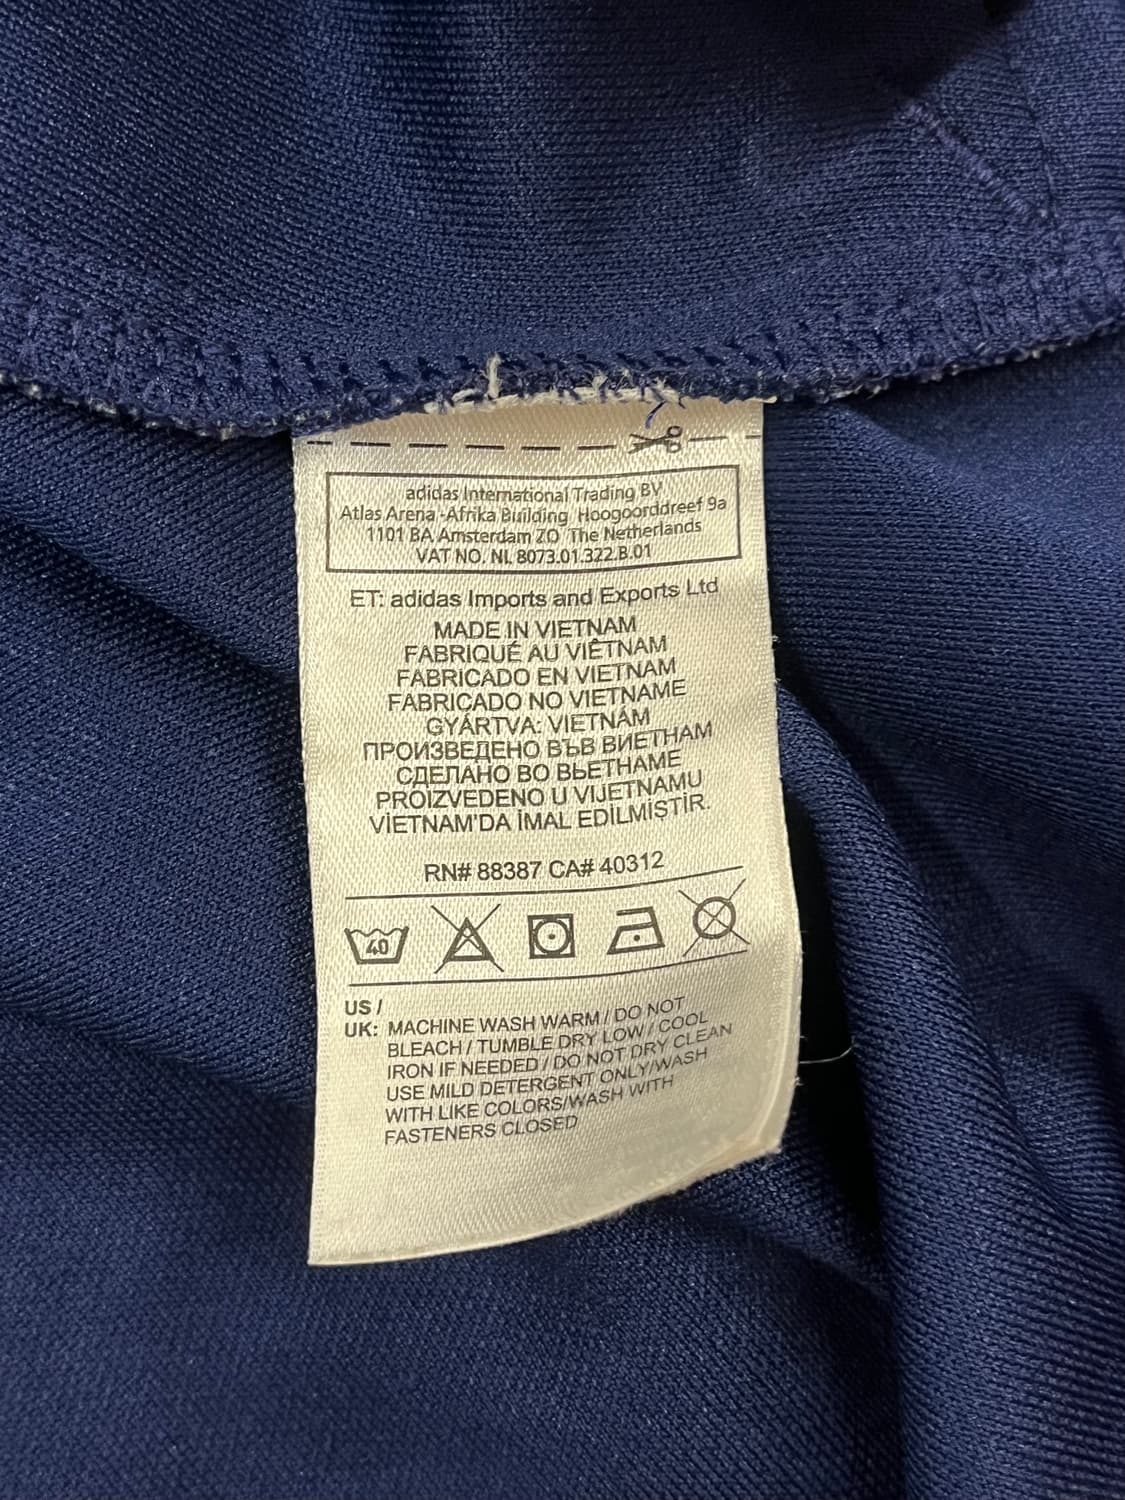 adidas International Trading BV
Atlas Arena -Afrika Building Hoogoorddreef 9a
1101 BA Amsterdam ZO The Netherlands
VAT NO. NL 8073.01.322.B.01
ET: adidas Imports and Exports Ltd
MADE IN VIETNAM
FABRIQUÉ AU VIÊTNAM
FABRICADO EN VIETNAM
FABRICADO NO VIETNAME
GYÁRTVA: VIETNÁM
ПРОИЗВЕДЕНО ВЪВ ВИЕТНАМ
СДЕЛАНО ВО ВЬЕТНАМЕ
PROIZVEDENO U VIJETNAMU
VİETNAM'DA İMAL EDİLMİSTİR.
RN# 88387 CA# 40312
40
US /
UK: MACHINE WASH WARM / DO NOT
BLEACH / TUMBLE DRY LOW / COOL
IRON IF NEEDED / DO NOT DRY CLEAN
USE MILD DETERGENT ONLY/WASH
WITH LIKE COLORS/WASH WITH
FASTENERS CLOSED